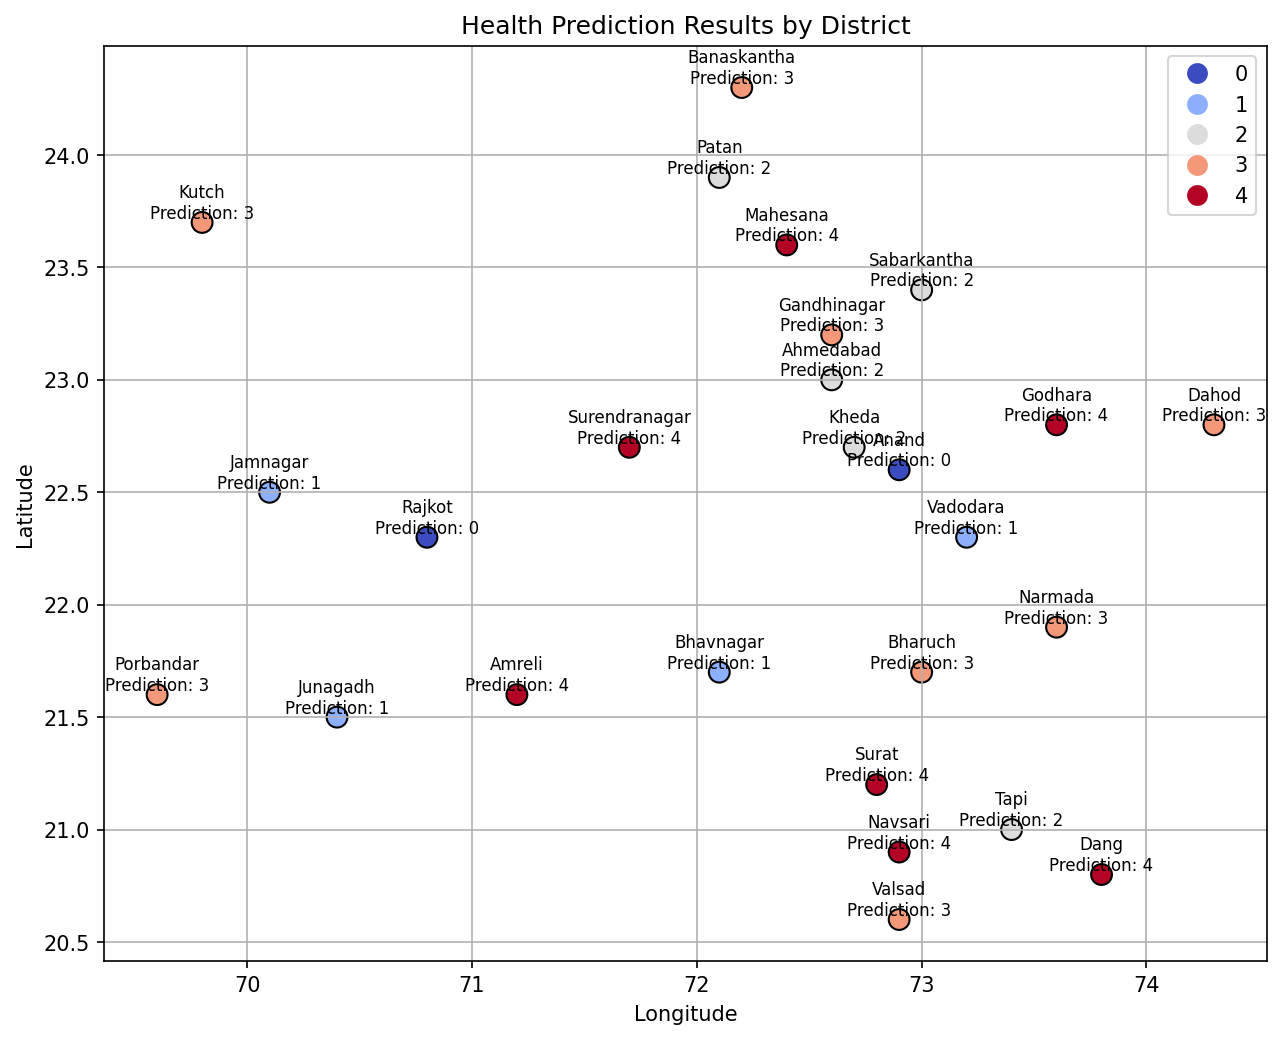 Health Prediction Results by District
Banaskantha
Prediction: 3
0
1
2
3
4
Patan
Prediction: 2
Kutch
Prediction: 3
Mahesana
Prediction: 4
Sabarkantha
Prediction: 2
Gandhinagar
Prediction: 3
Ahmedabad
Prediction: 2
Godhara
Prediction: 4
Dahod
Prediction: 3
Surendranagar
Prediction: 4
Kheda
Prediction: 2
Anand
Prediction: 0
Jamnagar
Prediction: 1
Rajkot
Prediction: 0
Vadodara
Prediction: 1
Narmada
Prediction: 3
Bhavnagar
Prediction: 1
Bharuch
Prediction: 3
Porbandar
Prediction: 3
Amreli
Prediction: 4
Junagadh
Prediction: 1
Surat
Prediction: 4
Tapi
Prediction: 2
Navsari
Prediction: 4
Dang
Prediction: 4
Valsad
Prediction: 3
24.0
23.5
23.0
22.5
22.0
21.5
21.0
20.5
Latitude
70
71
72
73
74
Longitude